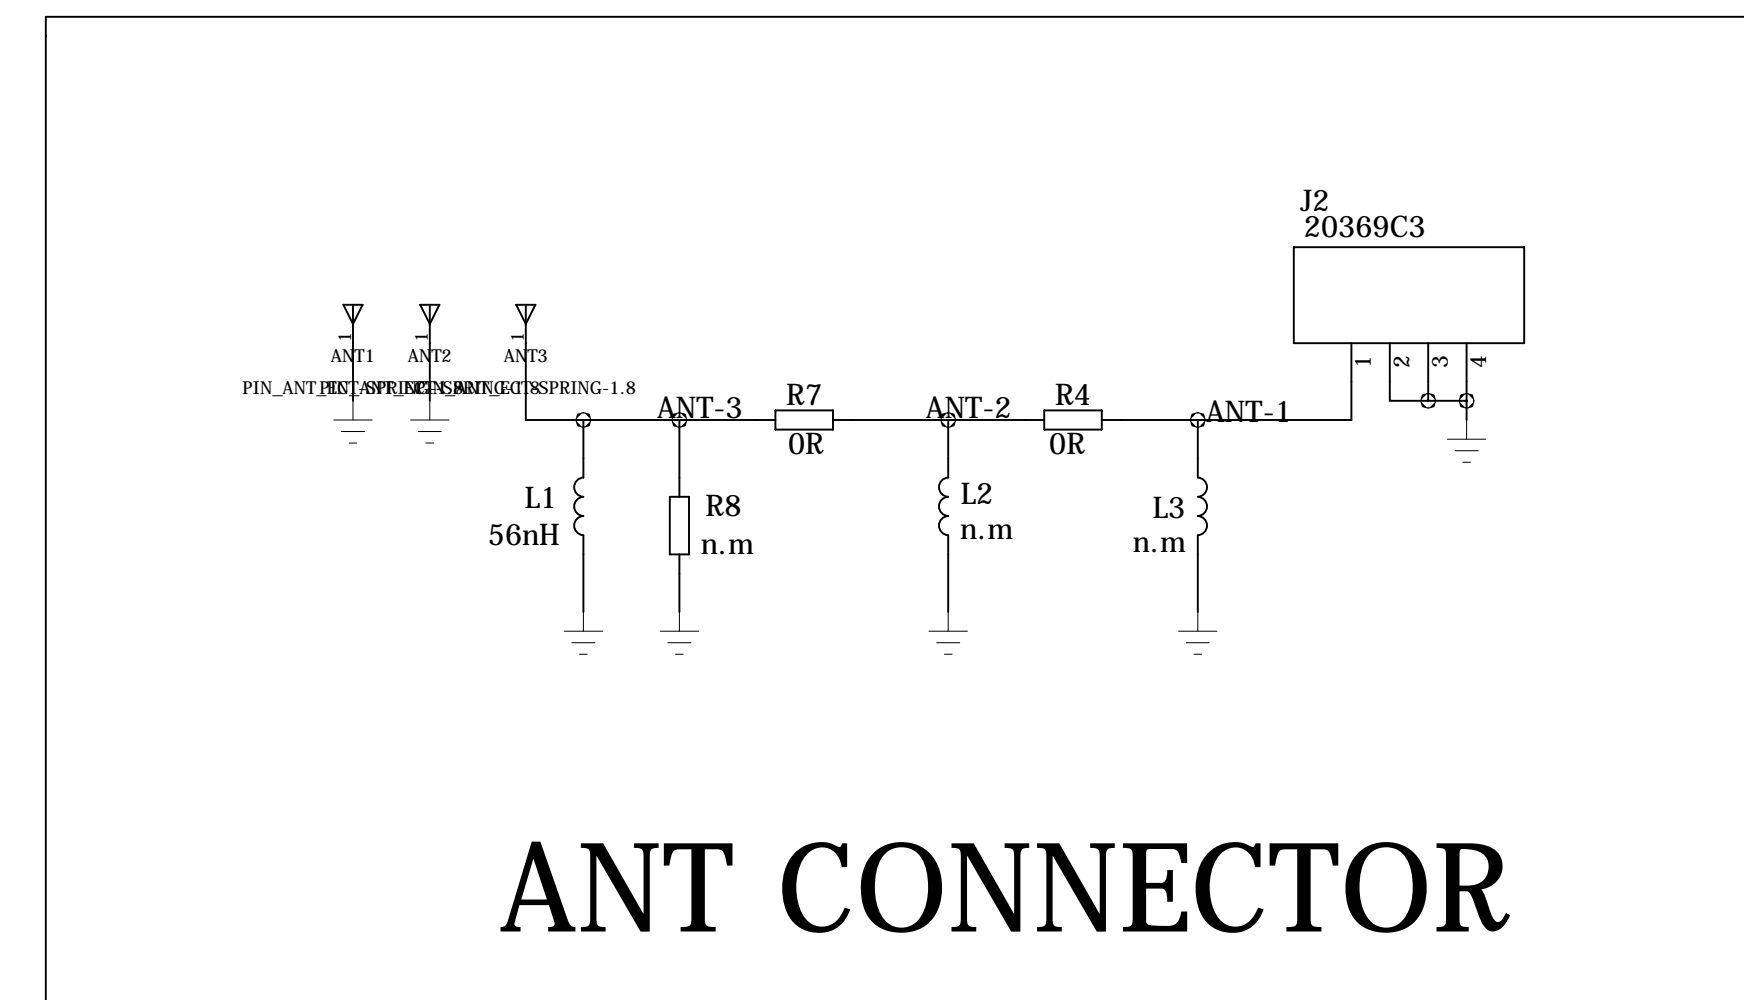 J2
20369C3
1
1
1
ANT1
ANT2
ANT3
1
2
3
4
ANT-3
R7
ANT-2
R4
ANT-1
0R
0R
L1
56nH
R8
n.m
L2
n.m
L3
n.m
ANT CONNECTOR